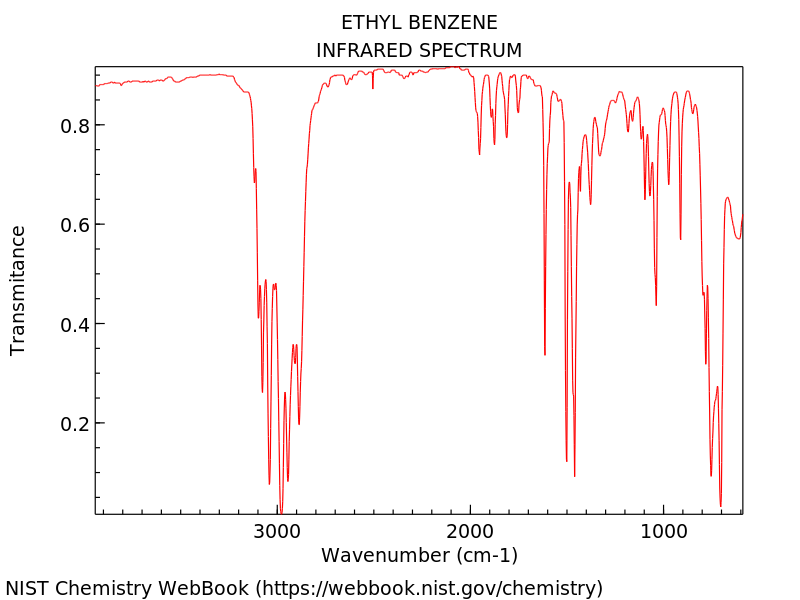 ETHYL BENZENE
INFRARED SPECTRUM
0.8
0.6
0.4
0.2
Transmitance
3000 2000 1000
Wavenumber (cm-1)
NIST Chemistry WebBook (https://webbook.nist.gov/chemistry)